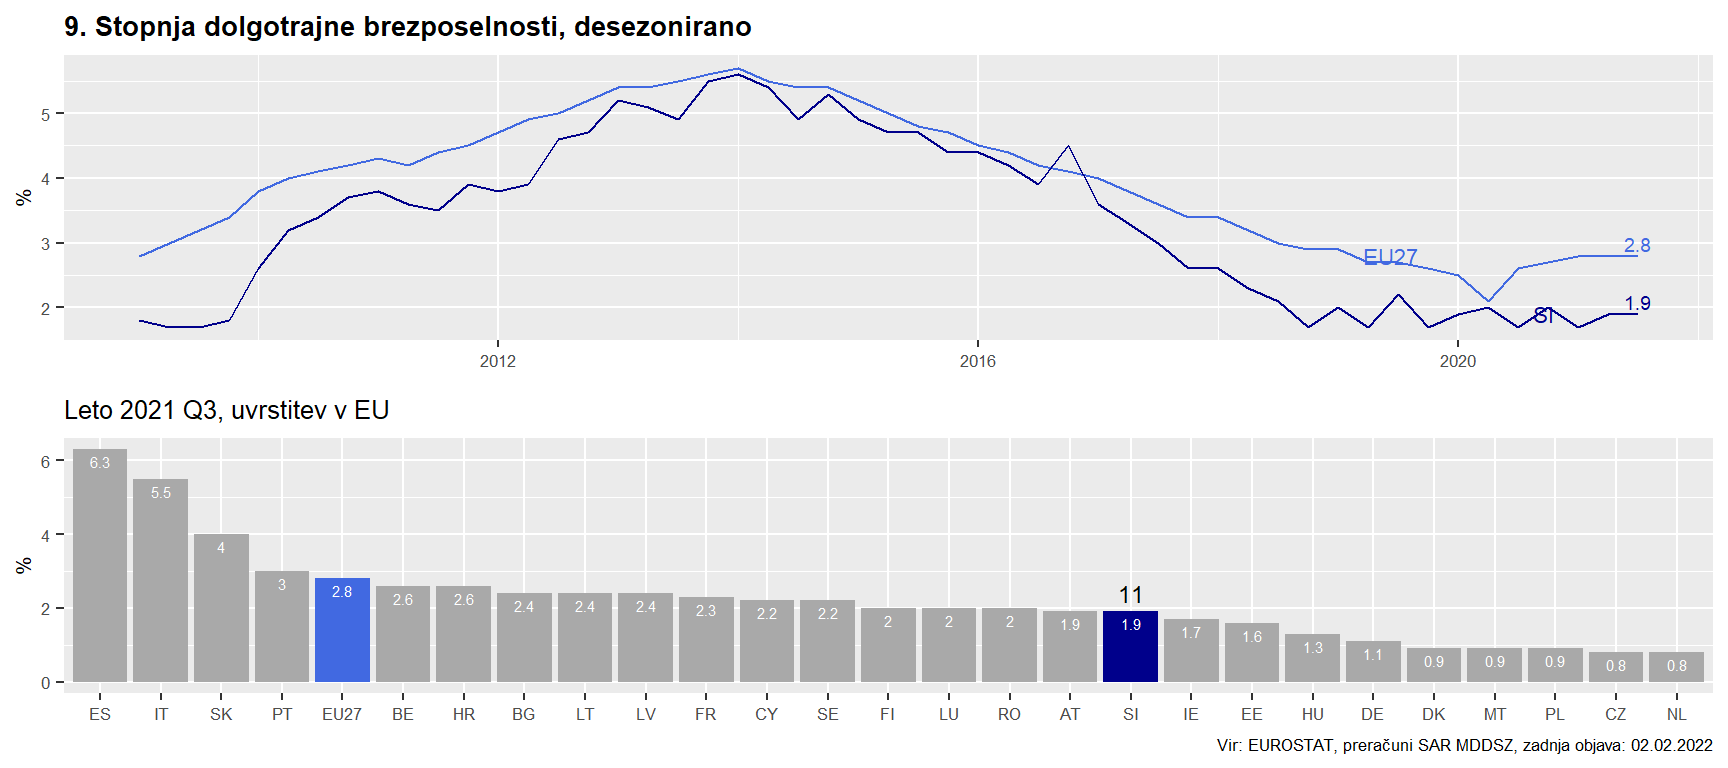 9. Stopnja dolgotrajne brezposelnosti, desezonirano
%
5
4
3
2
EU27
2.8
SI
1.9
2012 2016 2020
Leto 2021 Q3, uvrstitev v EU
%
6
4
2
0
11
6.3 5.5 4 3 2.8 2.6 2.6 2.4 2.4 2.4 2.3 2.2 2.2 2 2 2 1.9 1.9 1.7 1.6 1.3 1.1 0.9 0.9 0.9 0.8 0.8
ES IT SK PT EU27 BE HR BG LT LV FR CY SE FI LU RO AT SI IE EE HU DE DK MT PL CZ NL
Vir: EUROSTAT, preračuni SAR MDDSZ, zadnja objava: 02.02.2022